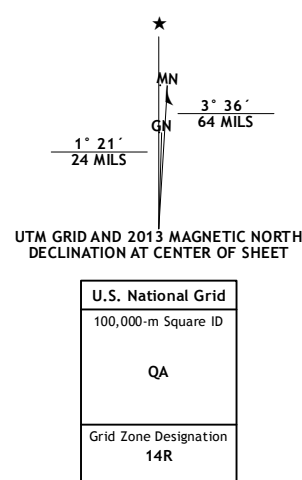 ★
MN
3° 36´
64 MILS
GN
1° 21´
24 MILS
UTM GRID AND 2013 MAGNETIC NORTH
DECLINATION AT CENTER OF SHEET
U.S. National Grid
100,000-m Square ID
QA
Grid Zone Designation
14R